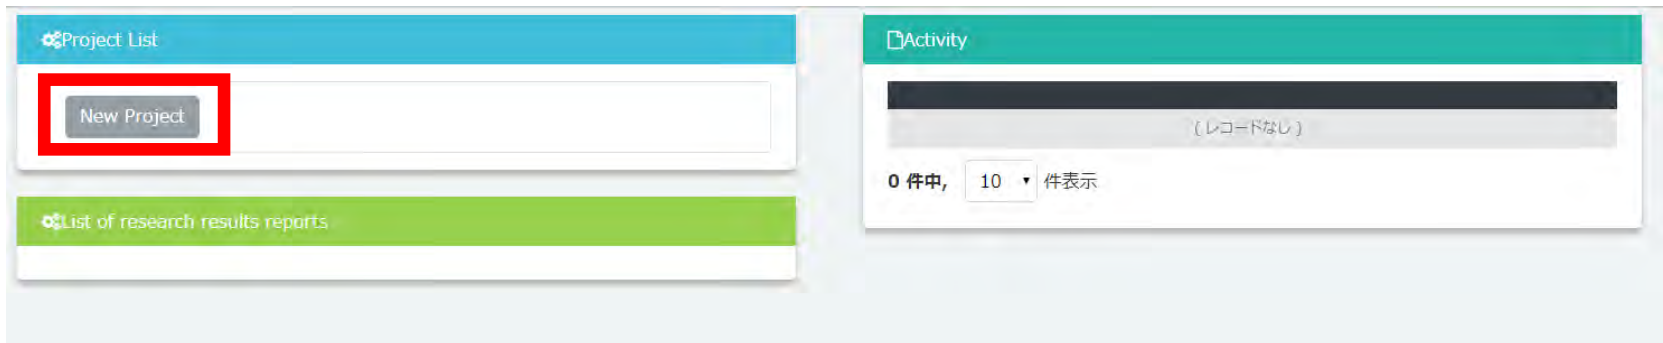 Project List
New Project
List of research results reports
Activity
(レコードなし)
0 件中, 10 件表示